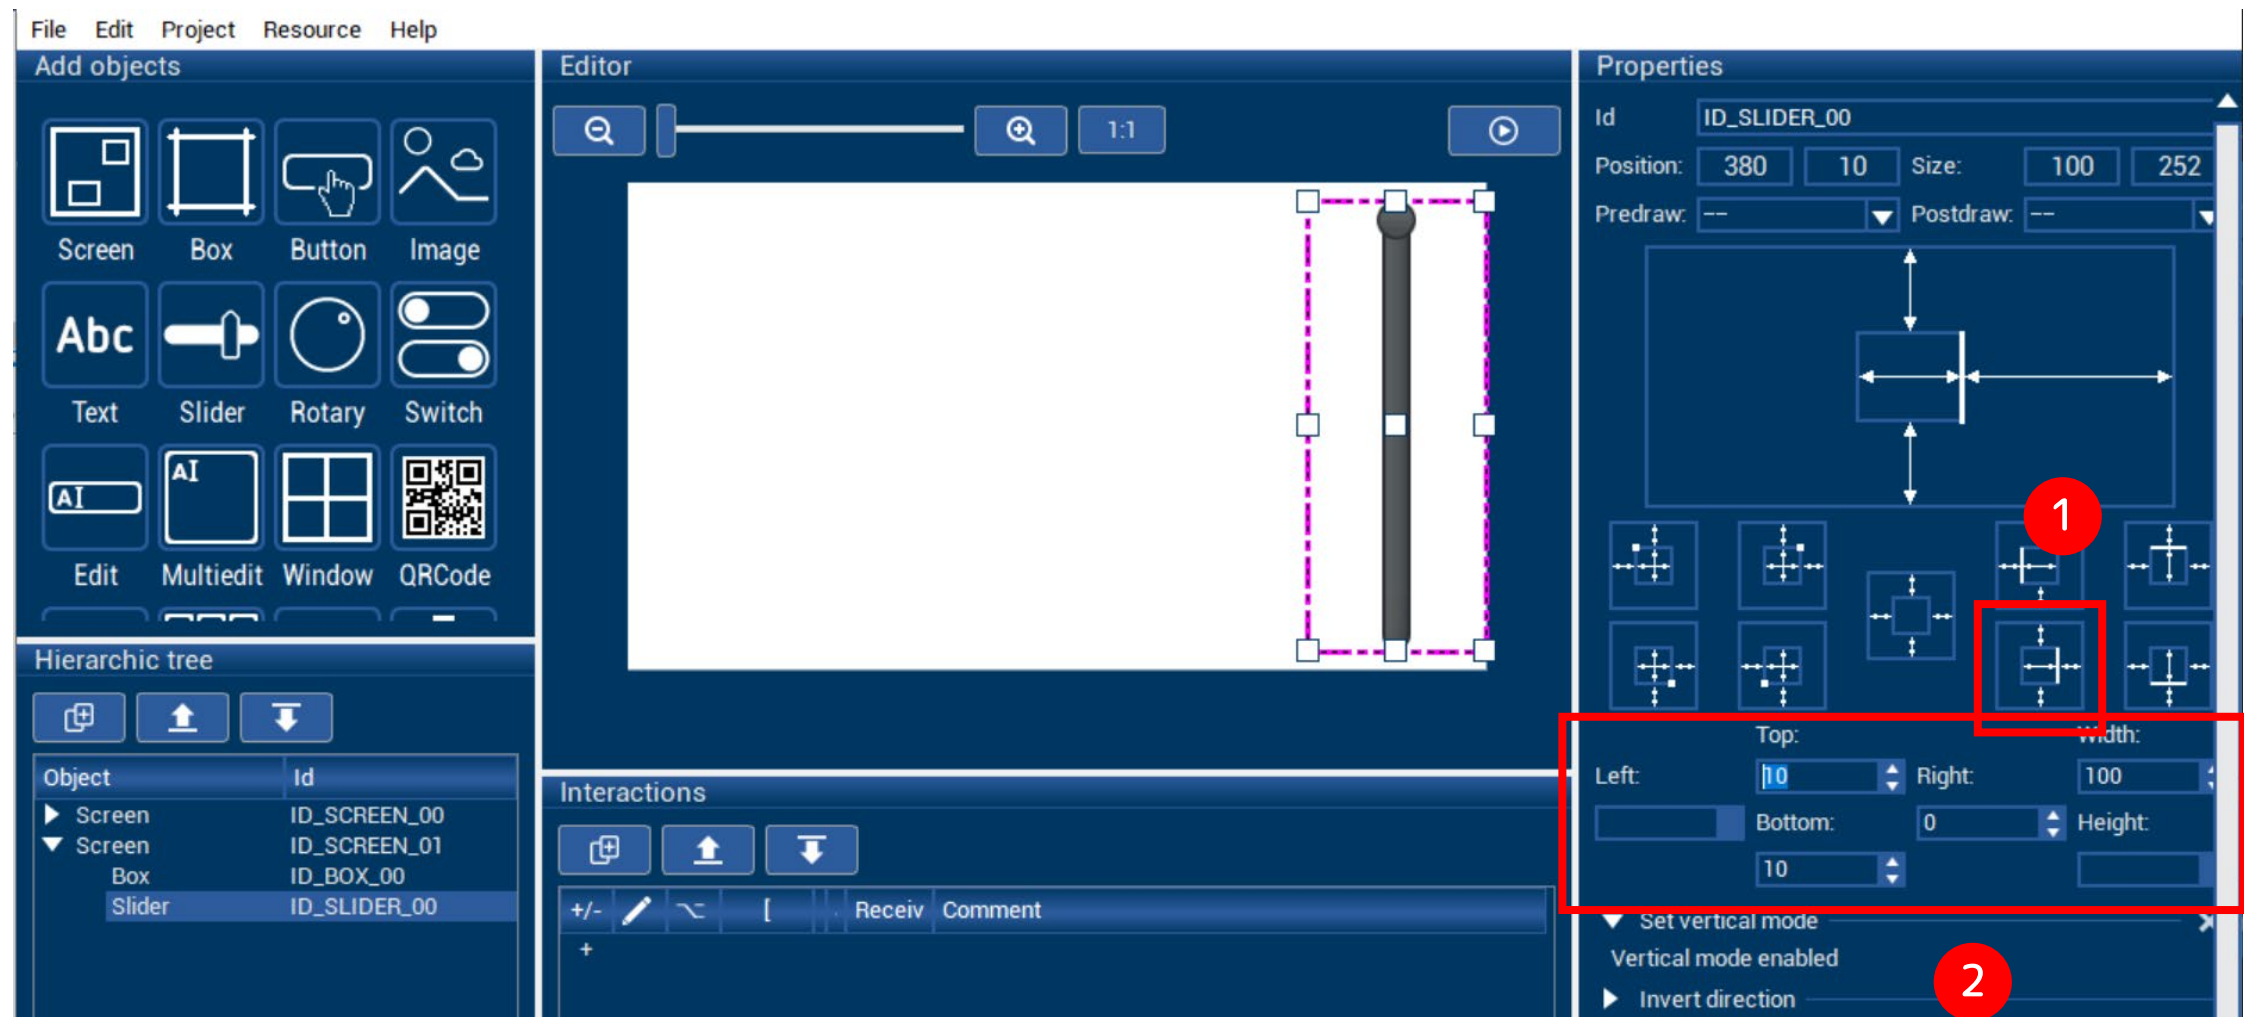 File Edit Project Resource Help
Add objects
Screen Box Button Image
Abc
Text Slider Rotary Switch
AI AI
Edit Multiedit Window QRCode
Hierarchic tree
Object Id
Screen ID_SCREEN_00
Screen ID_SCREEN_01
Box ID_BOX_00
Slider ID_SLIDER_00
Editor
1:1
Interactions
+/- [ Receiv Comment
+
Properties
Id ID_SLIDER_00
Position: 380 10 Size: 100 252
Predraw: -- Postdraw: --
1
Top: Width:
Left: 10 Right: 100
Bottom: 0 Height:
10
Set vertical mode
Vertical mode enabled
2
Invert direction